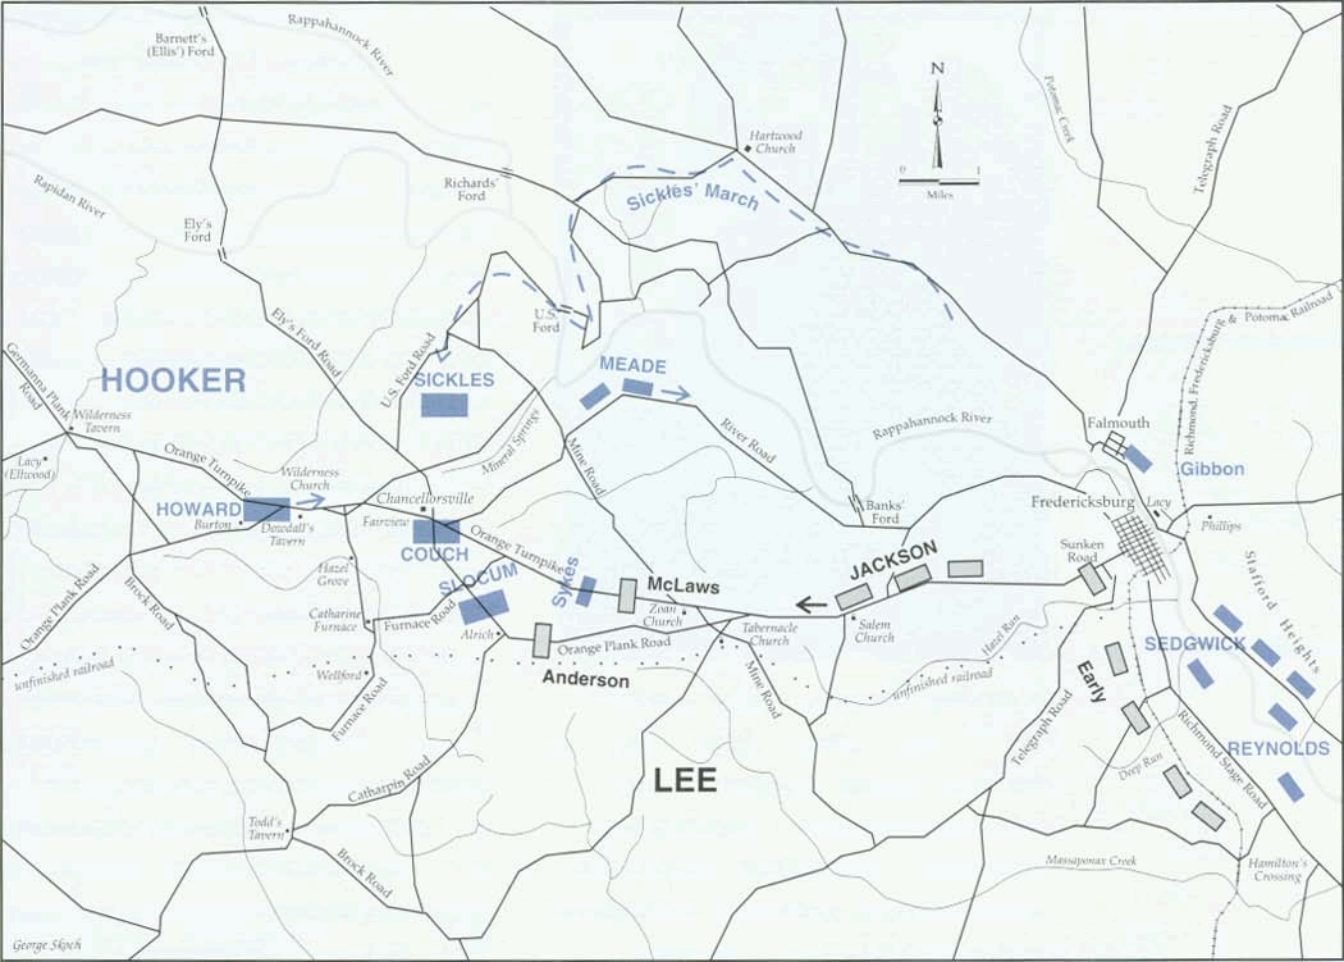 Barnett's
(Ellis') Ford
Rappahannock
River
N
Hartwood
Church
Potomac Creek
Telegraph Road
0 1
Miles
Richards'
Ford
Sickles' March
Rapidan River
Ely's
Ford
U.S.
Ford
Ely's Ford Road
U.S. Ford Road
Richmond, Fredericksburg & Potomac Railroad
Germanna Plank
Road
HOOKER
SICKLES
MEADE
Wilderness
Tavern
Mineral Springs
River Road
Rappahannock River
Falmouth
Gibbon
Lacy
(Ellwood)
Orange Turnpike
Wilderness
Church
Mine Road
Chancellorsville
HOWARD
Burton
Dowdall's
Tavern
Fairview
COUCH
Orange Turnpike
Banks'
Ford
Fredericksburg
Lacy
Phillips
Sunken
Road
Stafford Heights
Hazel
Grove
SLOCUM
Sykes
McLaws
JACKSON
Orange Plank Road
Brock Road
Catharine
Furnace
Furnace Road
Alrich
Zoan
Church
Tabernacle
Church
Salem
Church
Hazel Run
SEDGWICK
Orange Plank Road
unfinished railroad
Wellford
Furnace Road
Anderson
Mine Road
unfinished railroad
Early
Telegraph Road
Richmond Stage Road
REYNOLDS
Deep Run
LEE
Catharpin Road
Todd's
Tavern
Brock Road
Massaponax Creek
Hamilton's
Crossing
George Skoch